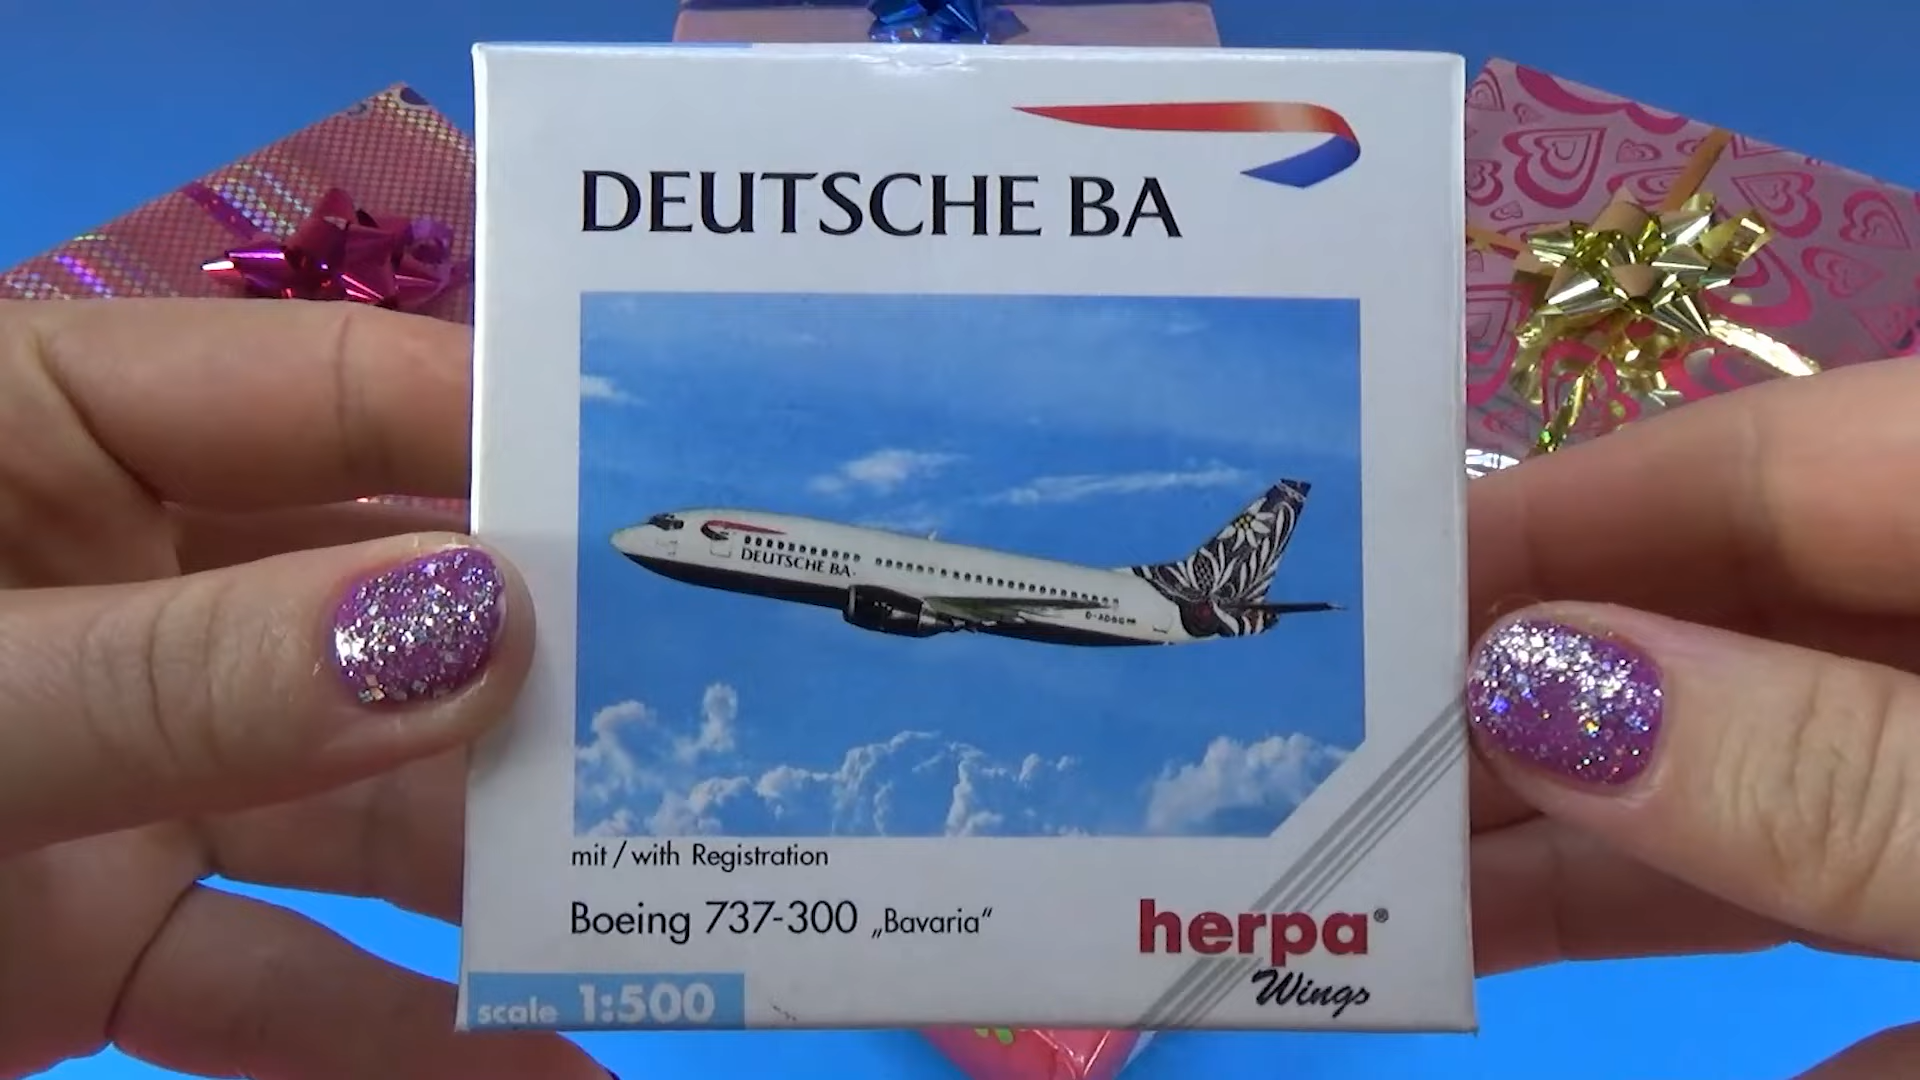 DEUTSCHE BA
DEUTSCHE BA
mit / with Registration
Boeing 737-300 „Bavaria“
herpa®
Wings
scale 1:500